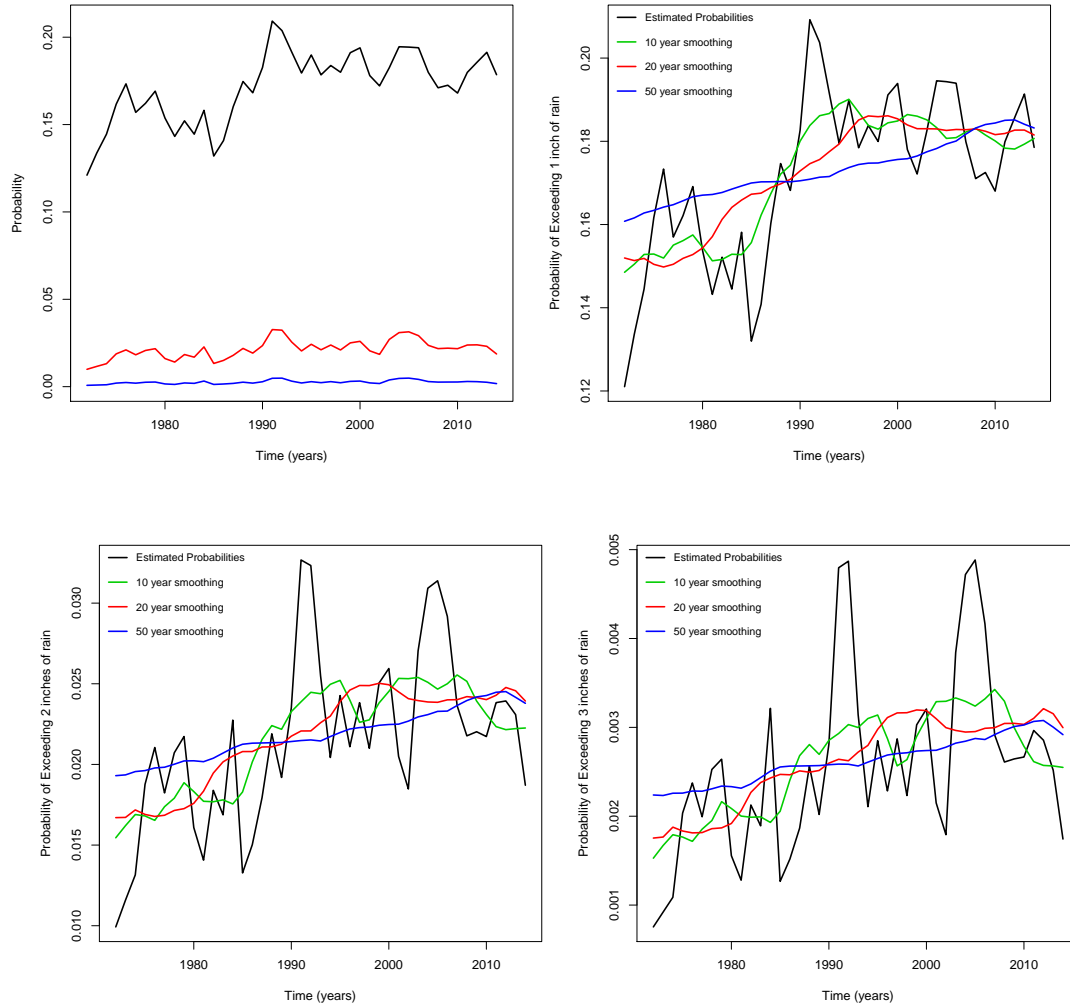 Probability
0.00
0.05
0.10
0.15
0.20
1980
1990
2000
2010
Time (years)
Probability of Exceeding 1 inch of rain
0.12
0.14
0.16
0.18
0.20
Estimated Probabilities
10 year smoothing
20 year smoothing
50 year smoothing
1980
1990
2000
2010
Time (years)
Probability of Exceeding 2 inches of rain
0.010
0.015
0.020
0.025
0.030
Estimated Probabilities
10 year smoothing
20 year smoothing
50 year smoothing
1980
1990
2000
2010
Time (years)
Probability of Exceeding 3 inches of rain
0.001
0.002
0.003
0.004
0.005
Estimated Probabilities
10 year smoothing
20 year smoothing
50 year smoothing
1980
1990
2000
2010
Time (years)